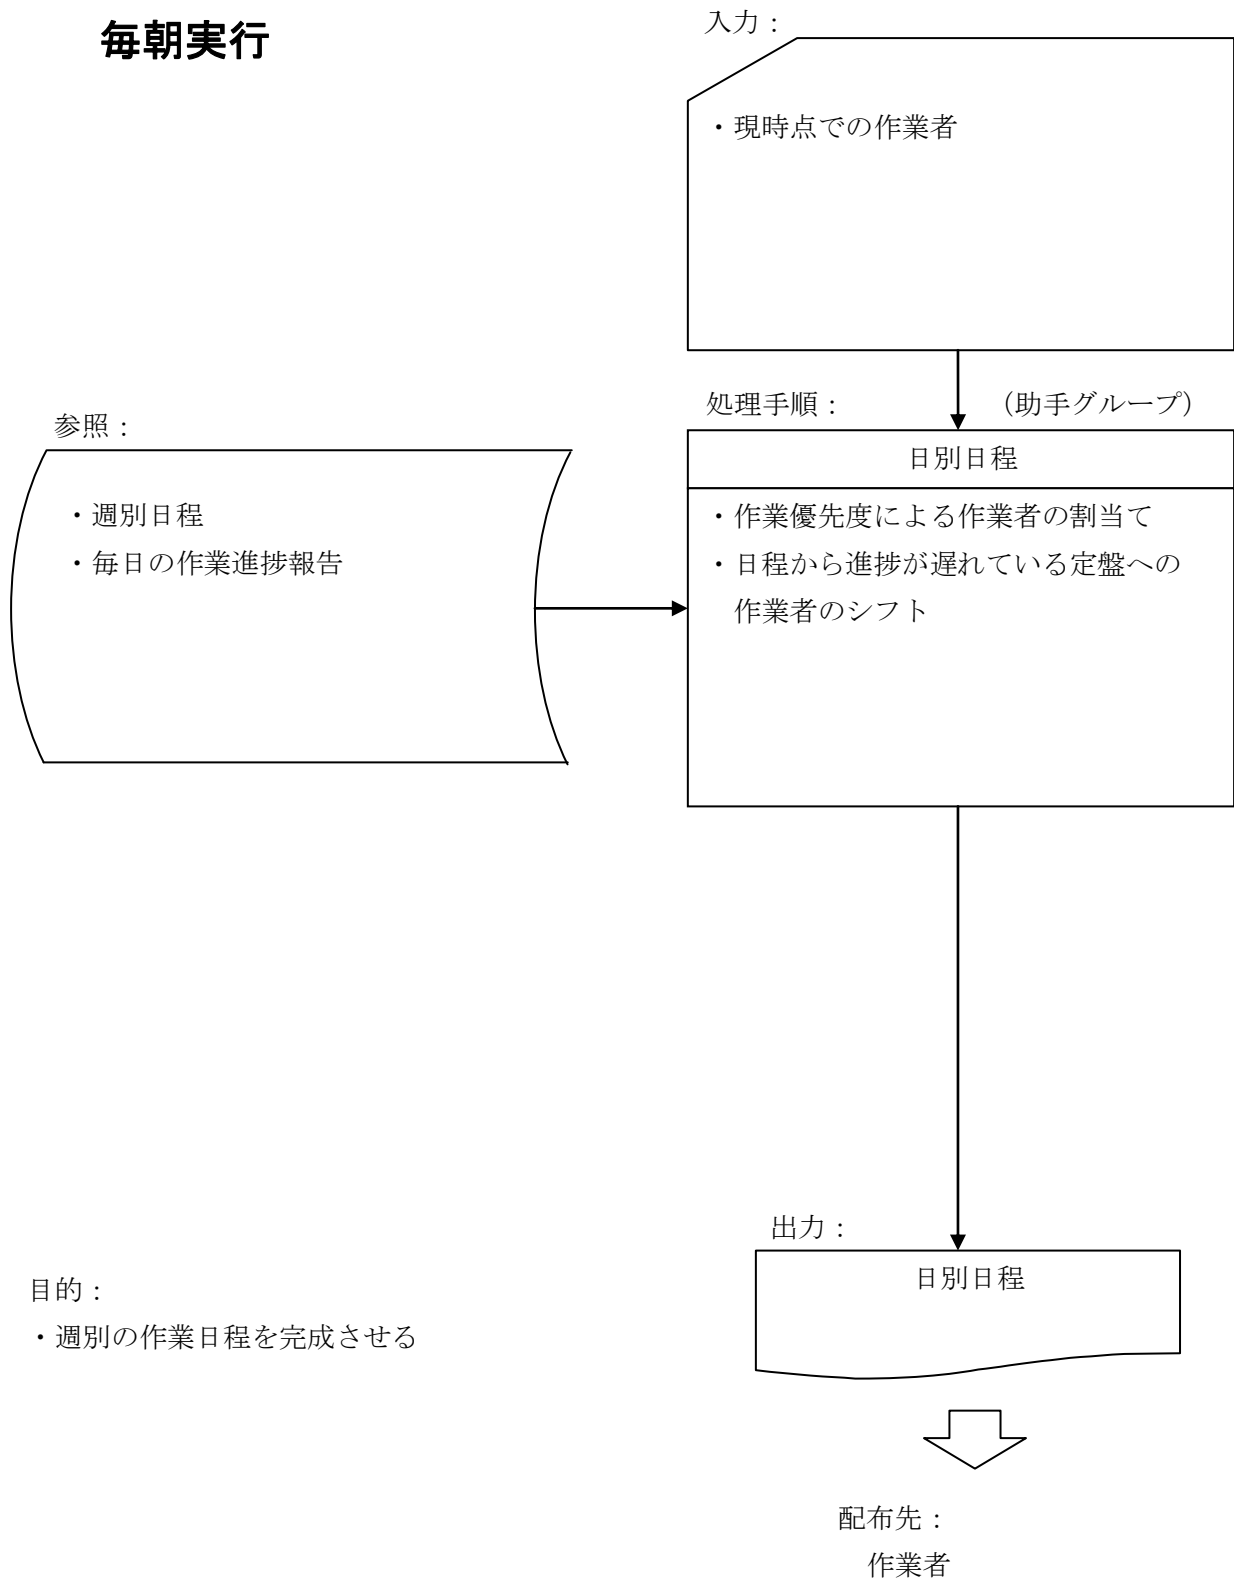 毎朝実行
入力：
・現時点での作業者
処理手順：
（助手グループ）
参照：
・週別日程
・毎日の作業進捗報告
日別日程
・作業優先度による作業者の割当て
・日程から進捗が遅れている定盤への
作業者のシフト
出力：
日別日程
目的：
・週別の作業日程を完成させる
配布先：
作業者